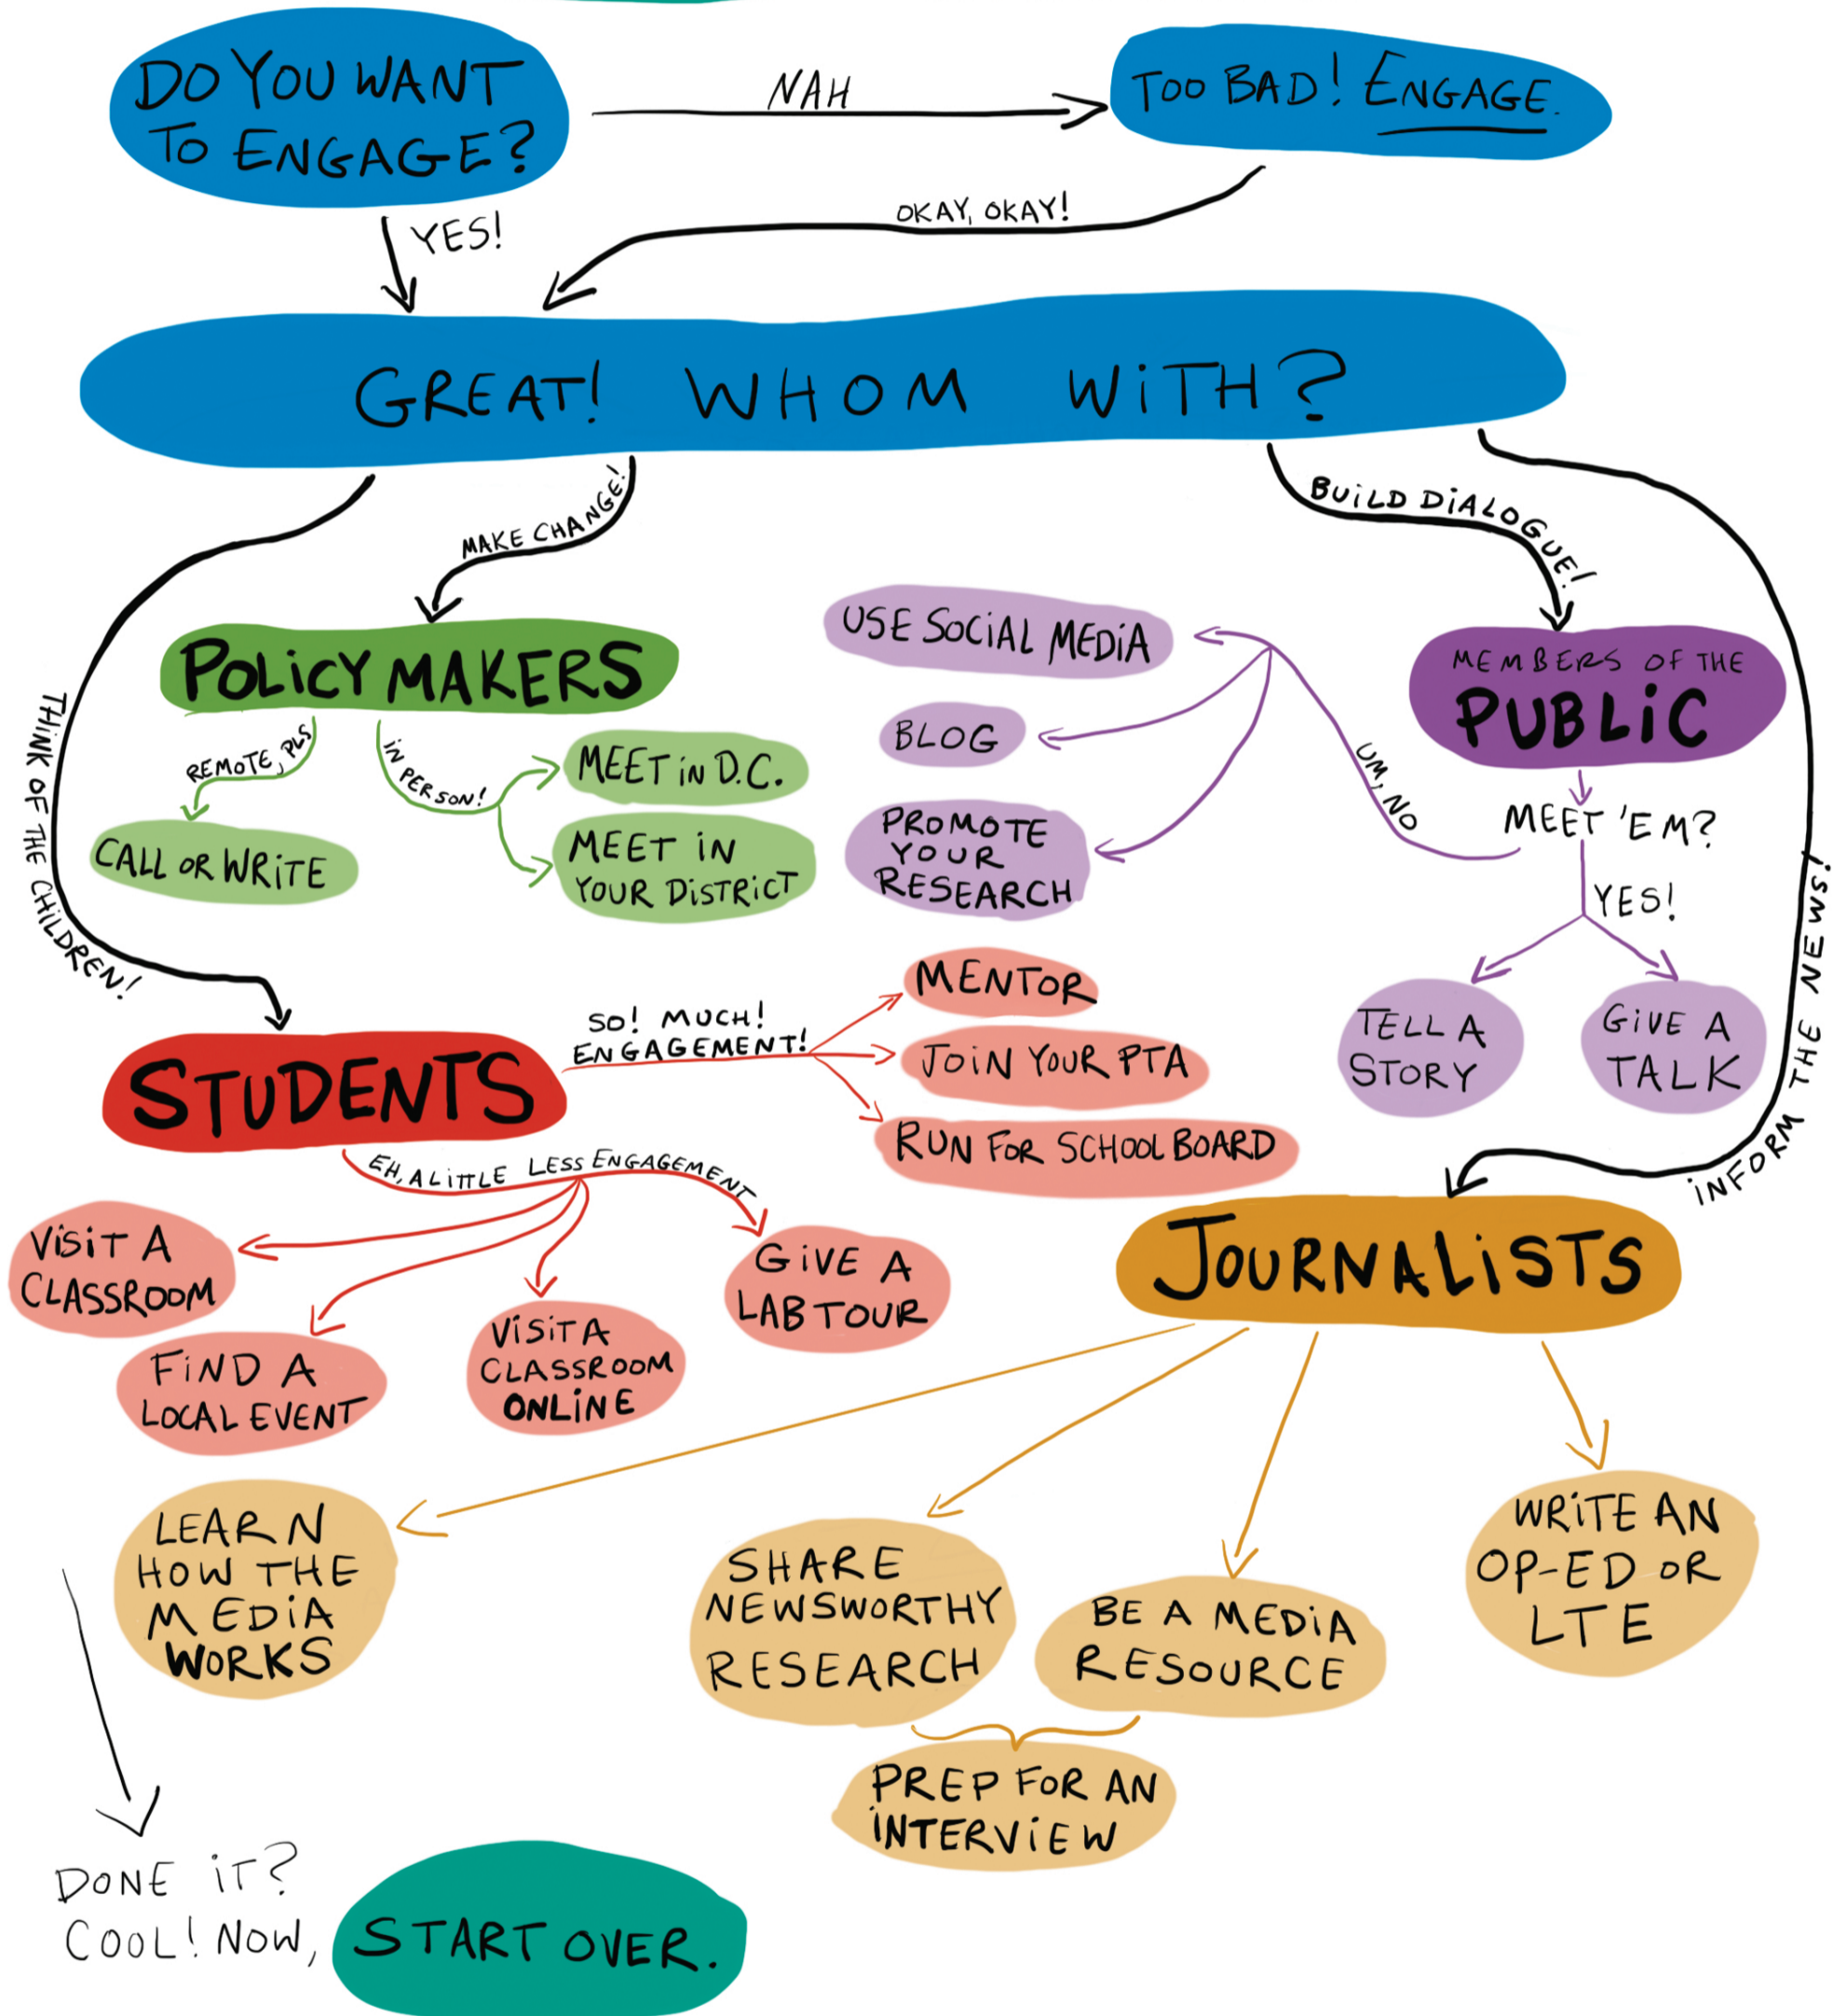 DO YOU WANT
TO ENGAGE?
NAH
TOO BAD! ENGAGE.
YES!
OKAY, OKAY!
GREAT! WHOM WITH?
THINK OF THE CHILDREN!
MAKE CHANGE!
BUILD DIALOGUE!
INFORM THE NEWS!
POLICY MAKERS
REMOTE, PLS
IN PERSON!
CALL OR WRITE
MEET IN D.C.
MEET IN
YOUR DISTRICT
MEMBERS OF THE
PUBLIC
MEET 'EM?
UM, NO
USE SOCIAL MEDIA
BLOG
PROMOTE
YOUR
RESEARCH
YES!
TELL A
STORY
GIVE A
TALK
STUDENTS
SO! MUCH!
ENGAGEMENT!
MENTOR
JOIN YOUR PTA
RUN FOR SCHOOL BOARD
EH, A LITTLE LESS ENGAGEMENT
VISIT A
CLASSROOM
FIND A
LOCAL EVENT
VISIT A
CLASSROOM
ONLINE
GIVE A
LAB TOUR
JOURNALISTS
LEARN
HOW THE
MEDIA
WORKS
SHARE
NEWSWORTHY
RESEARCH
BE A MEDIA
RESOURCE
WRITE AN
OP-ED OR
LTE
PREP FOR AN
INTERVIEW
DONE IT?
COOL! NOW,
START OVER.